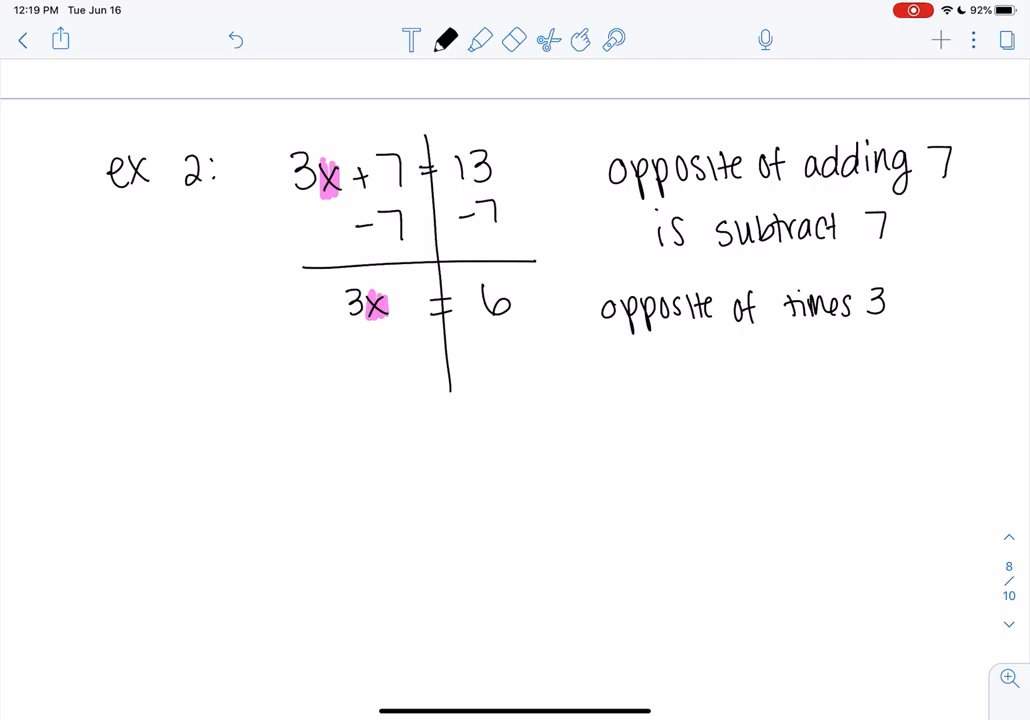 12:19 PM Tue Jun 16 92%
T
ex 2: 3x + 7 = 13 opposite of adding 7
-7 -7 is subtract 7
3x = 6 opposite of times 3
8
/
10